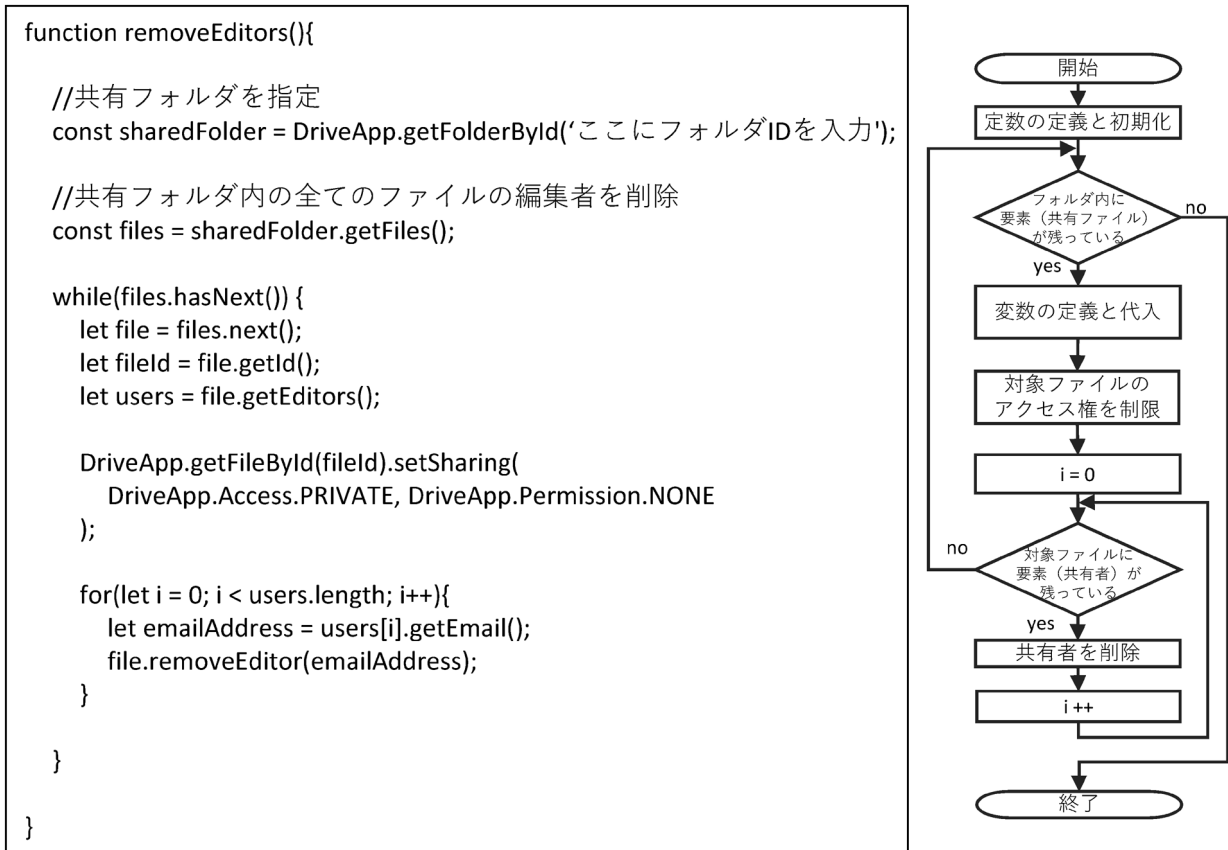 function removeEditors(){
//共有フォルダを指定
const sharedFolder = DriveApp.getFolderById(‘ここにフォルダIDを入力');
//共有フォルダ内の全てのファイルの編集者を削除
const files = sharedFolder.getFiles();
while(files.hasNext()) {
let file = files.next();
let fileId = file.getId();
let users = file.getEditors();
DriveApp.getFileById(fileId).setSharing(
DriveApp.Access.PRIVATE, DriveApp.Permission.NONE
);
for(let i = 0; i < users.length; i++){
let emailAddress = users[i].getEmail();
file.removeEditor(emailAddress);
}
}
}
開始
定数の定義と初期化
フォルダ内に
要素（共有ファイル）
が残っている
no
yes
変数の定義と代入
対象ファイルの
アクセス権を制限
i = 0
no
対象ファイルに
要素（共有者）が
残っている
yes
共有者を削除
i ++
終了